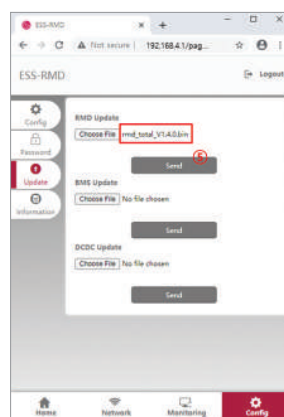 ESS-RMD
Not secure | 192.168.4.1/pag...
ESS-RMD
Logout
Config
Password
Update
Information
RMD Update
Choose File rmd_total_V1.4.0.bin
⑤
Send
BMS Update
Choose File No file chosen
Send
DCDC Update
Choose File No file chosen
Send
Home
Network
Monitoring
Config